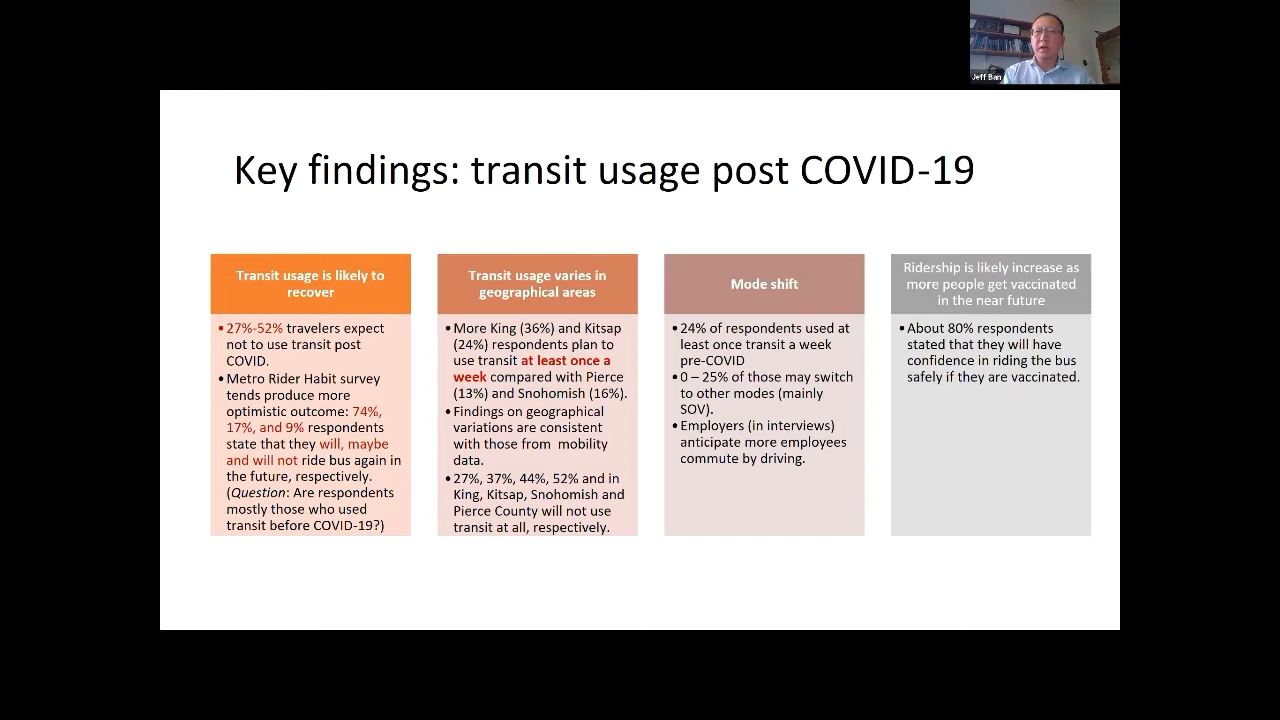 Jeff Ban
Key findings: transit usage post COVID-19
Transit usage is likely to
recover
•27%-52% travelers expect
not to use transit post
COVID.
•Metro Rider Habit survey
tends produce more
optimistic outcome: 74%,
17%, and 9% respondents
state that they will, maybe
and will not ride bus again in
the future, respectively.
(Question: Are respondents
mostly those who used
transit before COVID-19?)
Transit usage varies in
geographical areas
•More King (36%) and Kitsap
(24%) respondents plan to
use transit at least once a
week compared with Pierce
(13%) and Snohomish (16%).
•Findings on geographical
variations are consistent
with those from mobility
data.
•27%, 37%, 44%, 52% and in
King, Kitsap, Snohomish and
Pierce County will not use
transit at all, respectively.
Mode shift
•24% of respondents used at
least once transit a week
pre-COVID
•0 – 25% of those may switch
to other modes (mainly
SOV).
•Employers (in interviews)
anticipate more employees
commute by driving.
Ridership is likely increase as
more people get vaccinated
in the near future
•About 80% respondents
stated that they will have
confidence in riding the bus
safely if they are vaccinated.